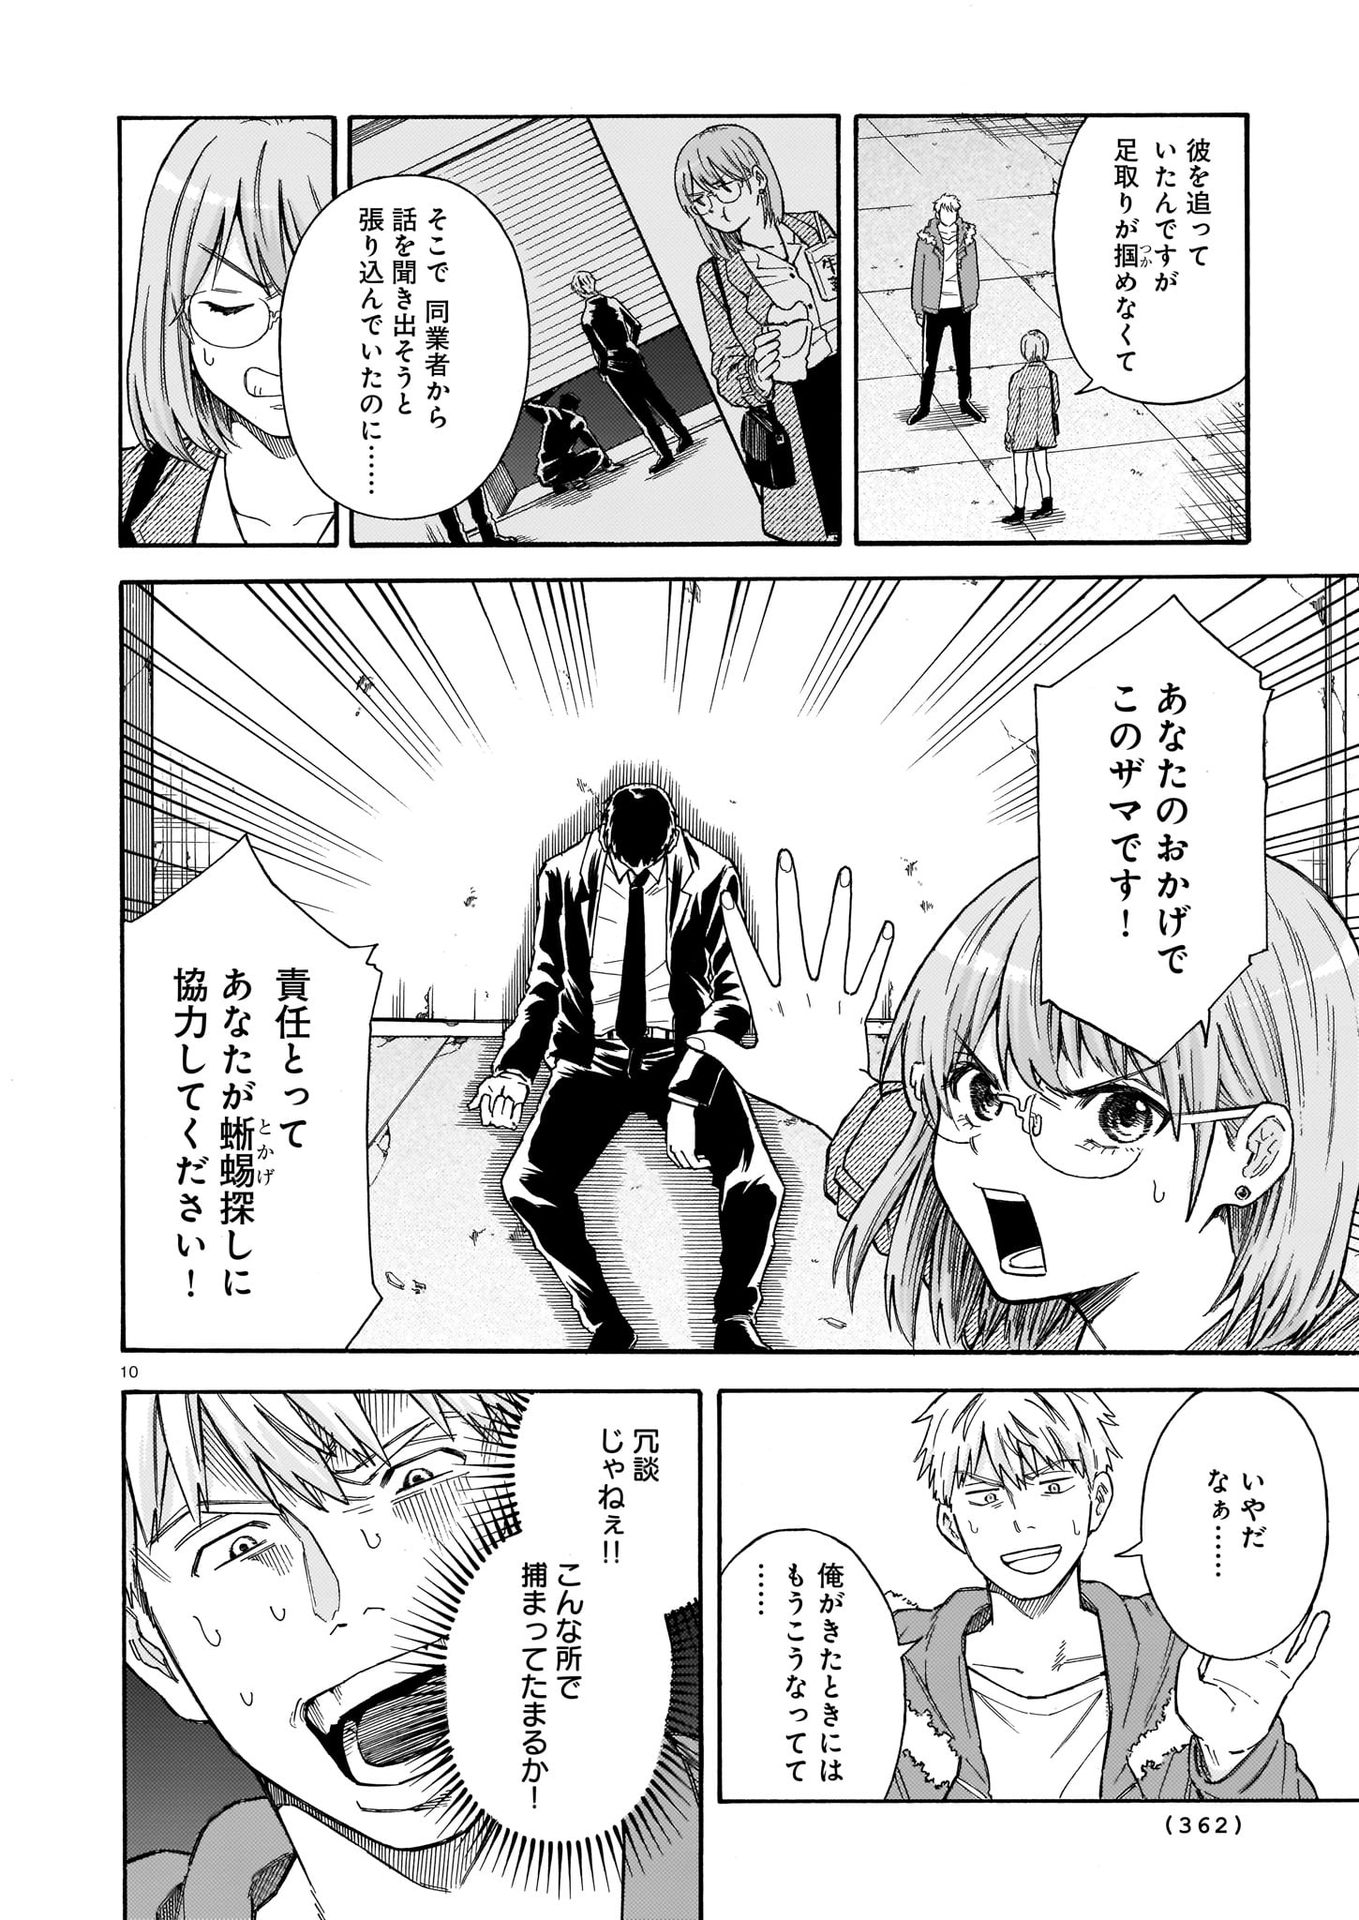 彼を追って
いたんですが
足取りが掴めなくて
つか
そこで 同業者から
話を聞き出そうと
張り込んでいたのに……
あなたのおかげで
このザマです！
責任とって
あなたが蜥蜴探しに
とかげ
協力してください！
10
いやだ
なぁ……
俺がきたときには
もうこうなってて
……
冗談
じゃねぇ!!
こんな所で
捕まってたまるか！
(362)